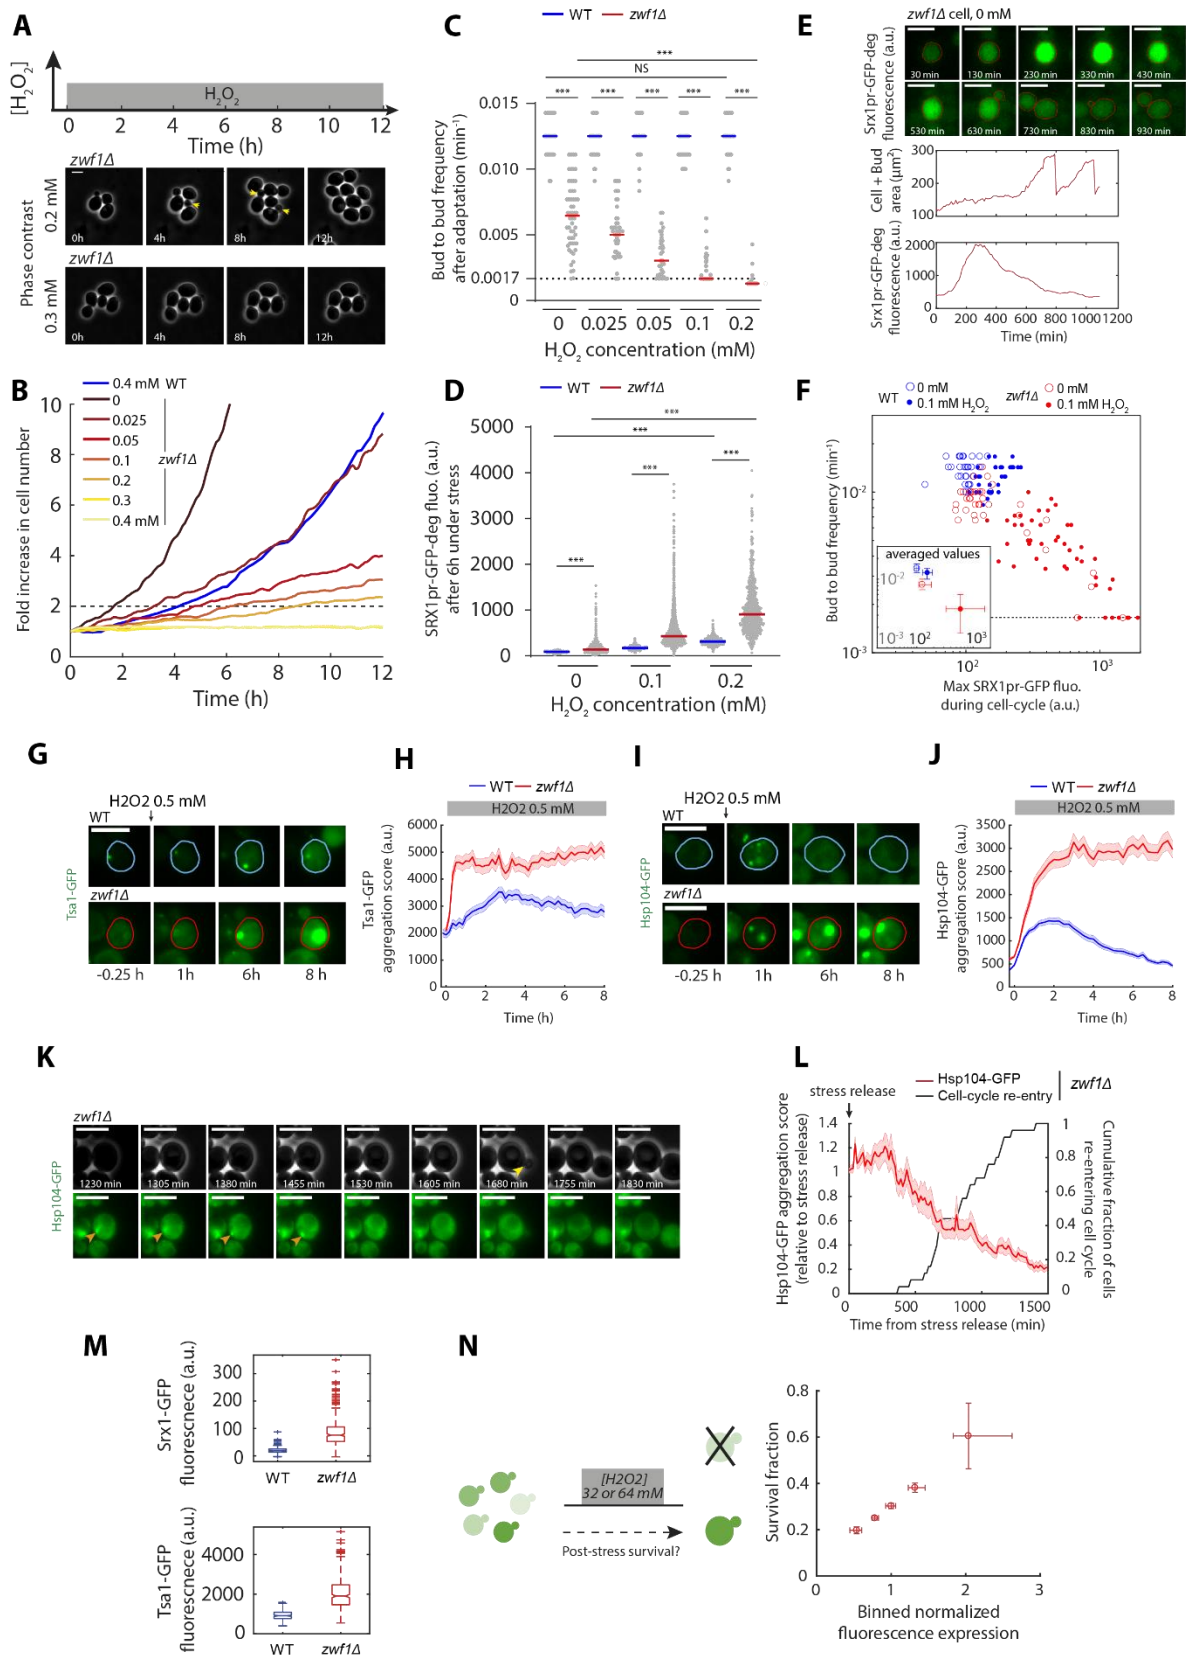 A
[H2O2]
H2O2
0 2 4 6 8 10 12
Time (h)
Phase contrast
0.2 mM
zwf1Δ
0h 4h 8h 12h
0.3 mM
zwf1Δ
0h 4h 8h 12h
B
Fold increase in cell number
10
8
6
4
2
0
0.4 mM WT
0
0.025
0.05
0.1
0.2
0.3
0.4 mM
zwf1Δ
0 2 4 6 8 10 12
Time (h)
C
WT zwf1Δ
***
NS
*** *** *** *** ***
Bud to bud frequency
after adaptation (min-1)
0.015
0.010
0.005
0.0017
0
0 0.025 0.05 0.1 0.2
H2O2 concentration (mM)
D
WT zwf1Δ
***
***
***
***
***
SRX1pr-GFP-deg fluo. (a.u.)
after 6h under stress
5000
4000
3000
2000
1000
0
0 0.1 0.2
H2O2 concentration (mM)
E
zwf1Δ cell, 0 mM
Srx1pr-GFP-deg
fluorescence (a.u.)
30 min 130 min 230 min 330 min 430 min
530 min 630 min 730 min 830 min 930 min
Cell + Bud
area (μm2)
300
200
100
Srx1pr-GFP-deg
fluorescence (a.u.)
2000
1000
0
0 200 400 600 800 1000 1200
Time (min)
F
WT 0 mM
0.1 mM H2O2
zwf1Δ 0 mM
0.1 mM H2O2
Bud to bud frequency (min-1)
10-2
10-3
averaged values
10-2
10-3
102 103
102 103
Max SRX1pr-GFP fluo.
during cell-cycle (a.u.)
G
H2O2 0.5 mM
WT
zwf1Δ
Tsa1-GFP
-0.25 h 1h 6h 8 h
H
WT zwf1Δ
H2O2 0.5 mM
Tsa1-GFP
aggregation score (a.u.)
6000
5000
4000
3000
2000
1000
0
0 2 4 6 8
Time (h)
I
H2O2 0.5 mM
WT
zwf1Δ
Hsp104-GFP
-0.25 h 1h 6h 8 h
J
WT zwf1Δ
H2O2 0.5 mM
Hsp104-GFP
aggregation score (a.u.)
3500
3000
2500
2000
1500
1000
500
0
0 2 4 6 8
Time (h)
K
zwf1Δ
Hsp104-GFP
1230 min 1305 min 1380 min 1455 min 1530 min 1605 min 1680 min 1755 min 1830 min
L
stress release
Hsp104-GFP
Cell-cycle re-entry
zwf1Δ
Hsp104-GFP aggregation score
(relative to stress release)
1.4
1.2
1
0.8
0.6
0.4
0.2
0
1
0.8
0.6
0.4
0.2
0
Cumulative fraction of cells
re-entering cell cycle
0 500 1000 1500
Time from stress release (min)
M
Srx1-GFP
fluorescnece (a.u.)
300
200
100
0
WT zwf1Δ
Tsa1-GFP
fluorescnece (a.u.)
4000
2000
0
WT zwf1Δ
N
[H2O2]
32 or 64 mM
Post-stress survival?
Survival fraction
0.8
0.6
0.4
0.2
0
0 1 2 3
Binned normalized
fluorescence expression